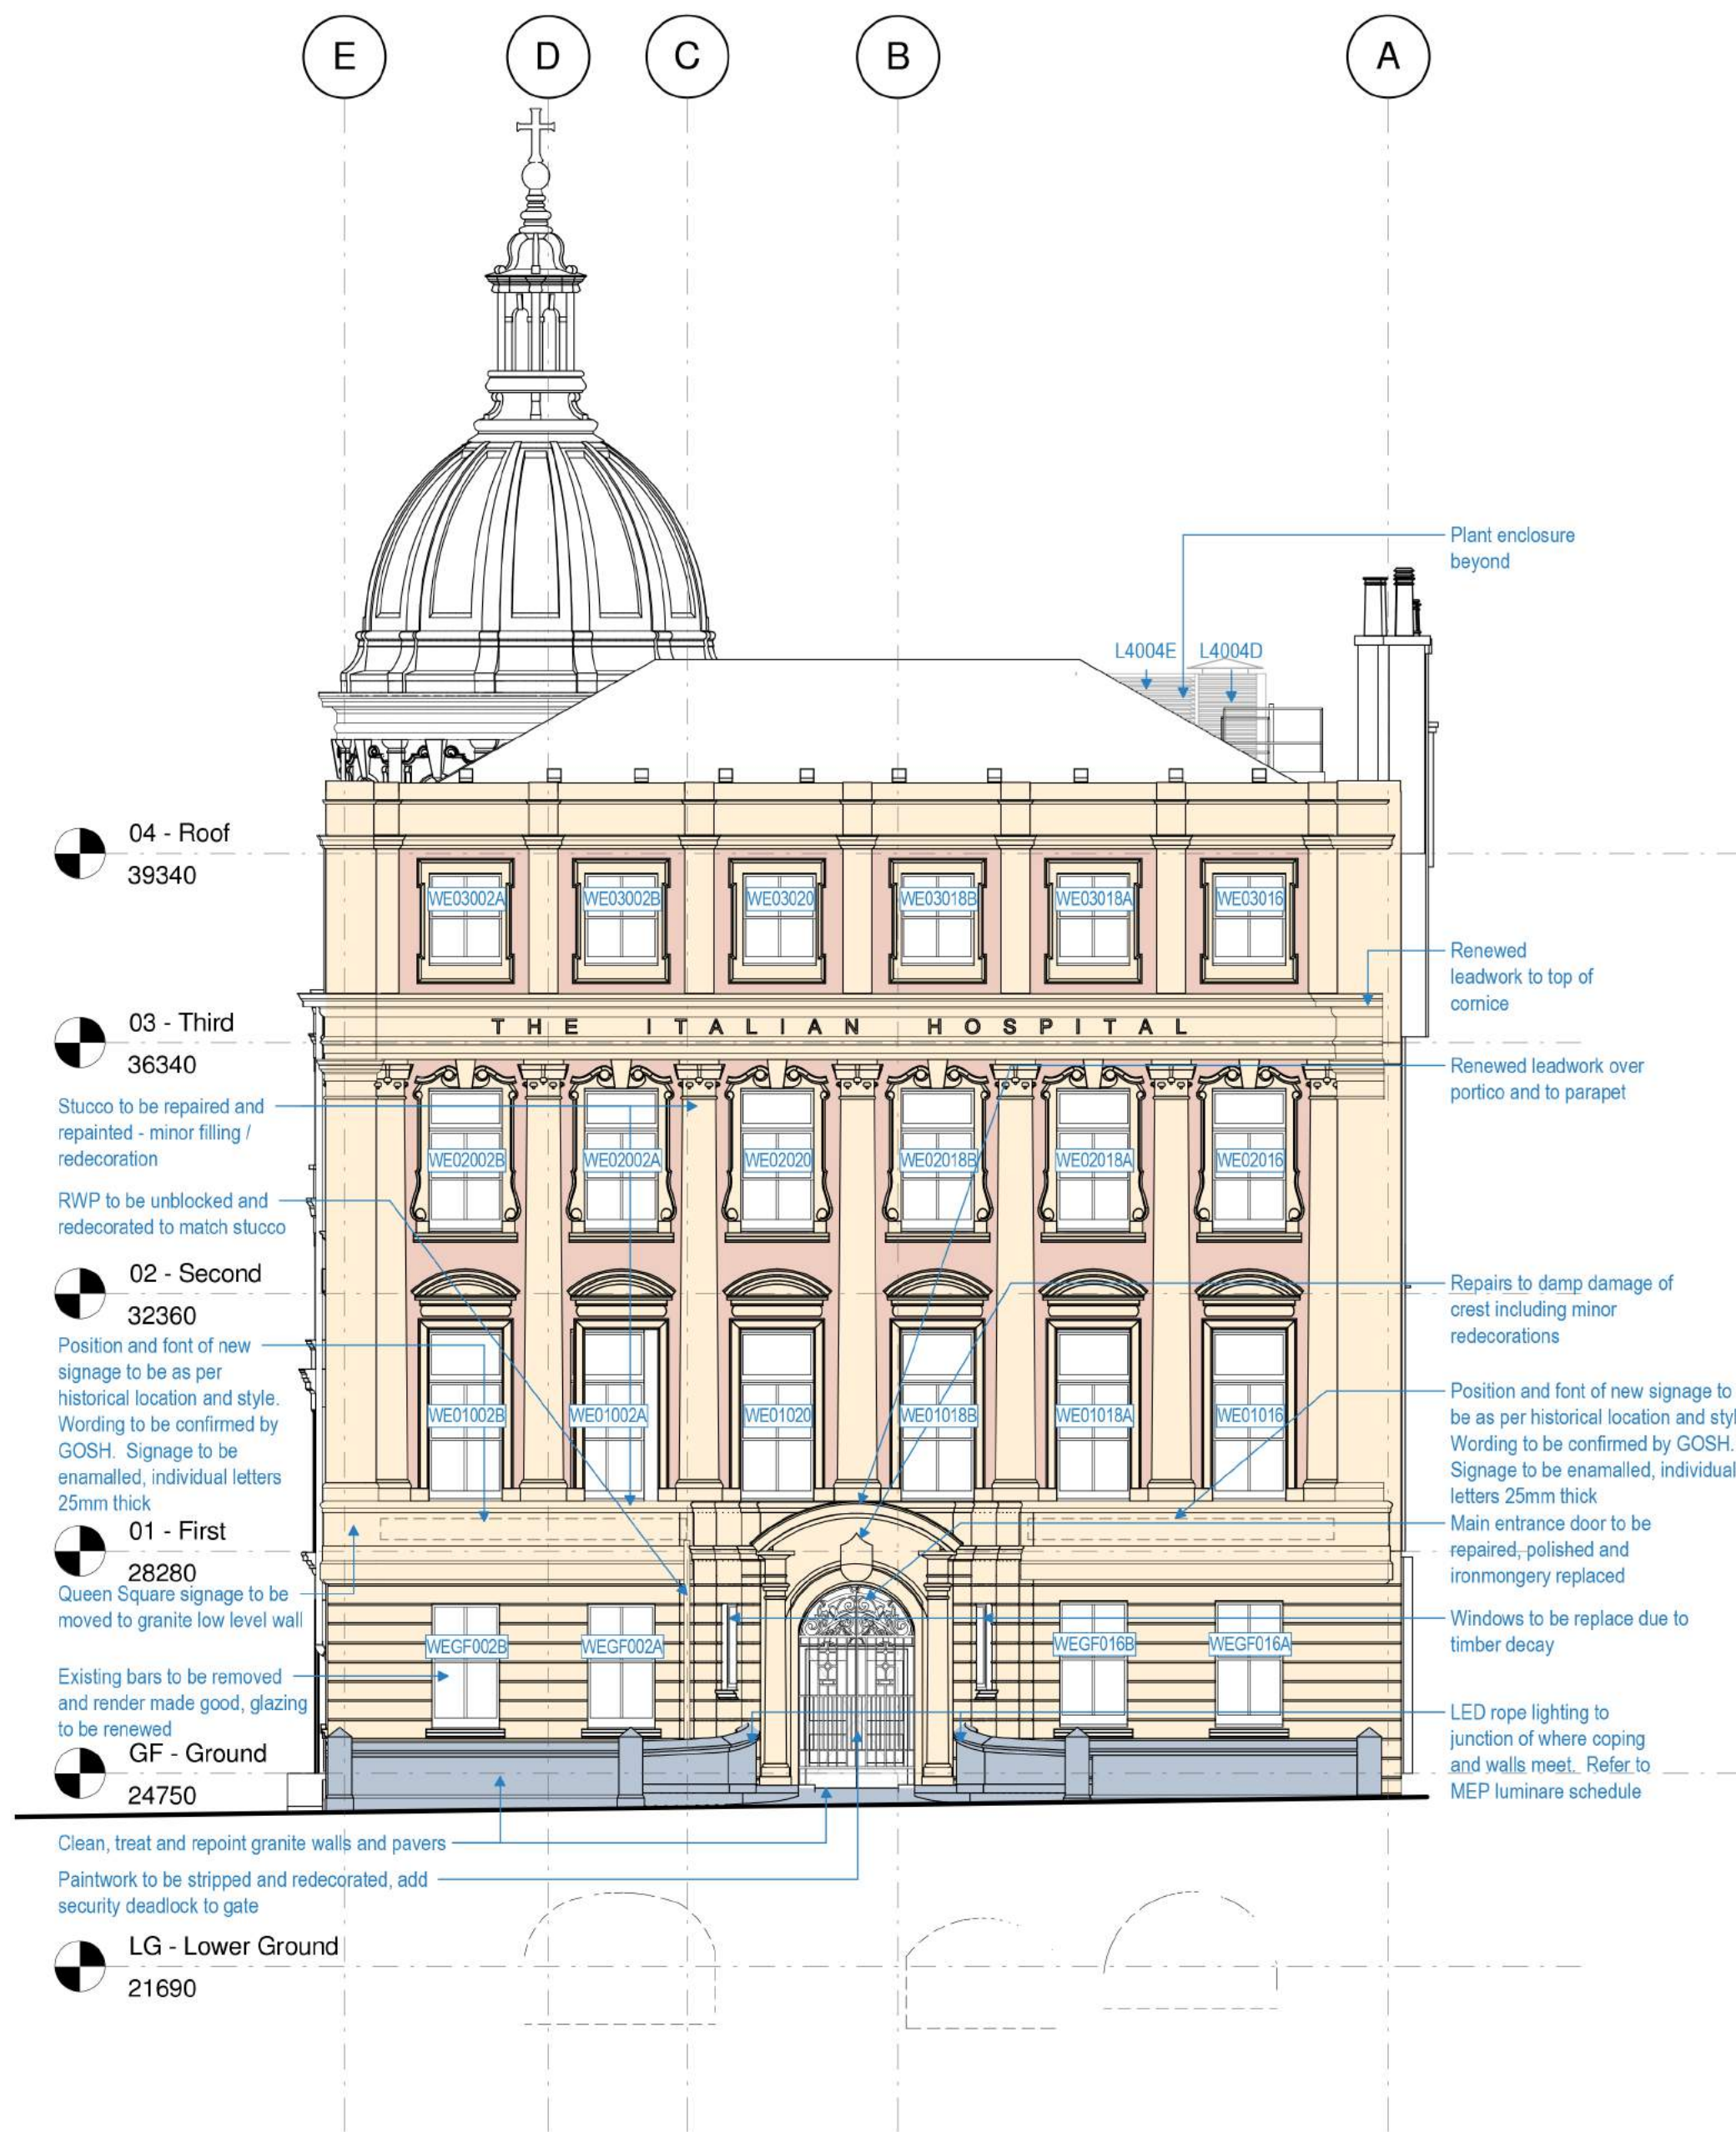 E
D
C
B
A
Plant enclosure
beyond
L4004E
L4004D
04 - Roof
39340
WE03002A
WE03002B
WE03020
WE03018B
WE03018A
WE03016
Renewed
leadwork to top of
cornice
03 - Third
36340
THE ITALIAN HOSPITAL
Renewed leadwork over
portico and to parapet
Stucco to be repaired and
repainted - minor filling /
redecoration
WE02002B
WE02002A
WE02020
WE02018B
WE02018A
WE02016
RWP to be unblocked and
redecorated to match stucco
02 - Second
32360
Repairs to damp damage of
crest including minor
redecorations
Position and font of new
signage to be as per
historical location and style.
Wording to be confirmed by
GOSH. Signage to be
enamalled, individual letters
25mm thick
WE01002B
WE01002A
WE01020
WE01018B
WE01018A
WE01016
Position and font of new signage to
be as per historical location and styl
Wording to be confirmed by GOSH.
Signage to be enamalled, individual
letters 25mm thick
01 - First
28280
Main entrance door to be
repaired, polished and
ironmongery replaced
Queen Square signage to be
moved to granite low level wall
Windows to be replace due to
timber decay
WEGF002B
WEGF002A
WEGF016B
WEGF016A
Existing bars to be removed
and render made good, glazing
to be renewed
LED rope lighting to
junction of where coping
and walls meet. Refer to
MEP luminare schedule
GF - Ground
24750
Clean, treat and repoint granite walls and pavers
Paintwork to be stripped and redecorated, add
security deadlock to gate
LG - Lower Ground
21690